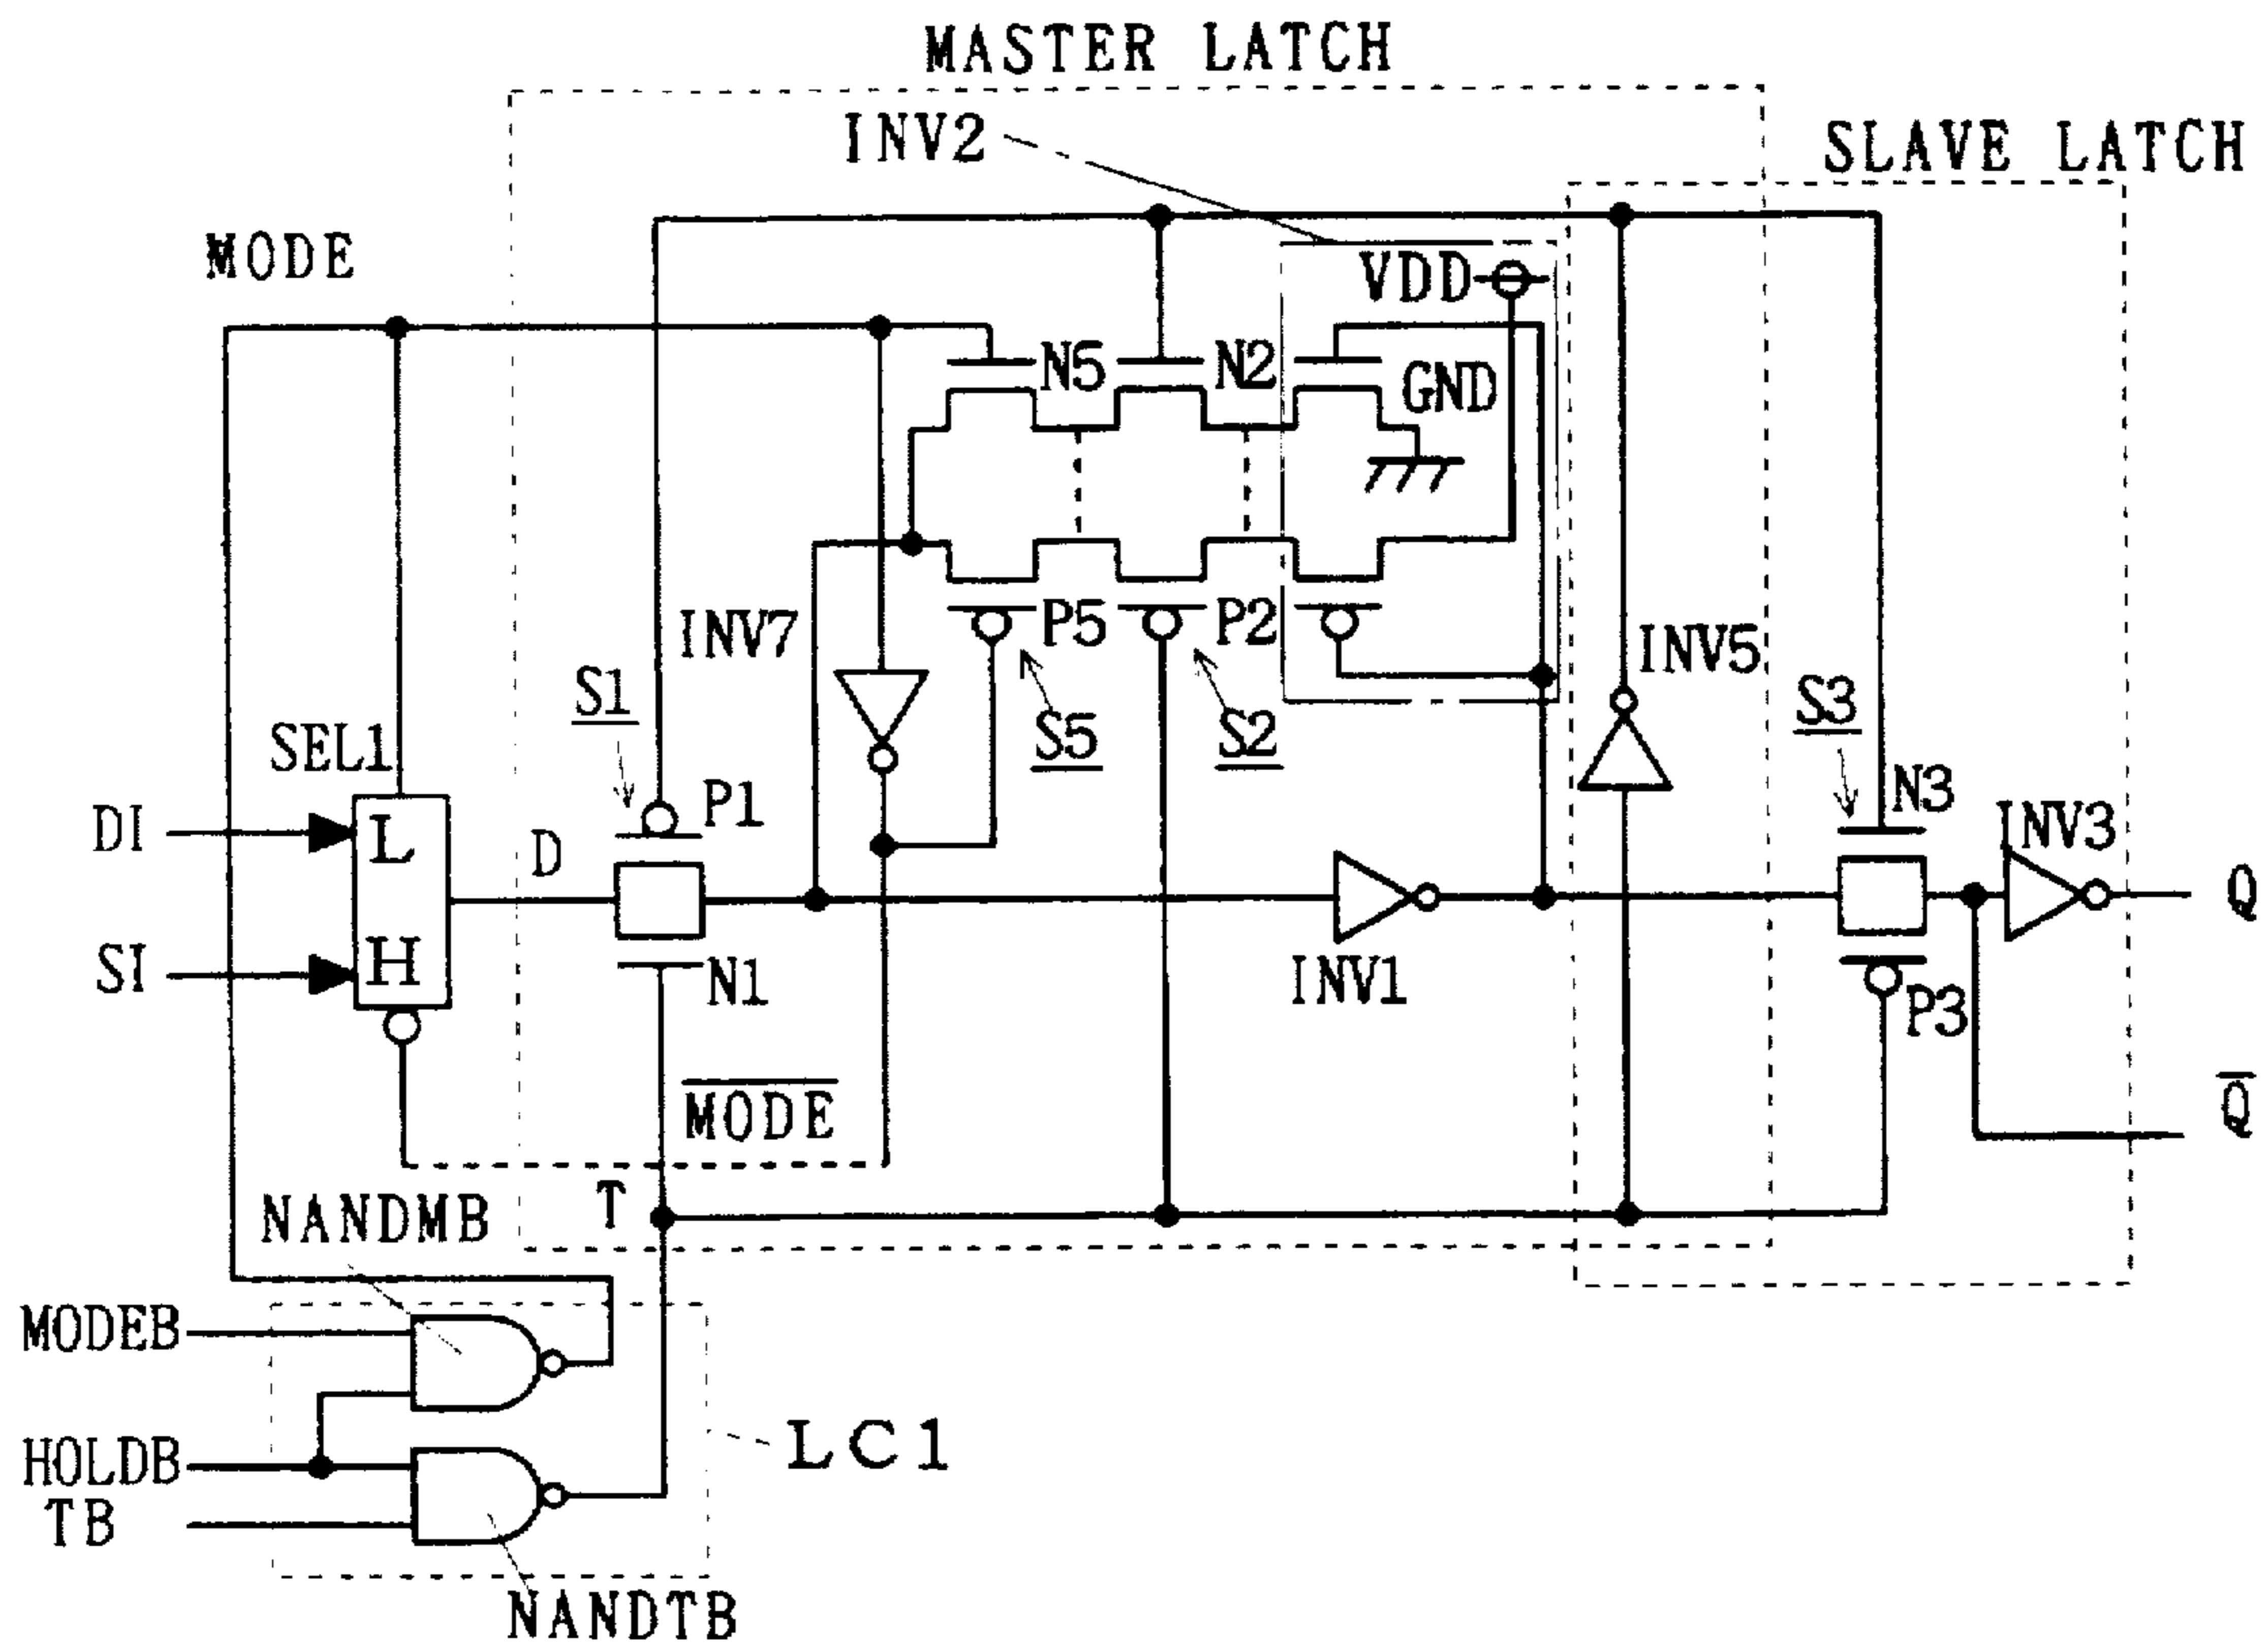 MASTER LATCH
INV2
SLAVE LATCH
MODE
VDD
N5
N2
GND
INV7
P5
P2
INV5
S1
S5
S2
S3
SEL1
P1
N3
INV3
DI
L
D
Q
SI
H
N1
INV1
P3
M̅O̅D̅E̅
Q̅
NANDMB
T
MODEB
LC1
HOLDB
TB
NANDTB